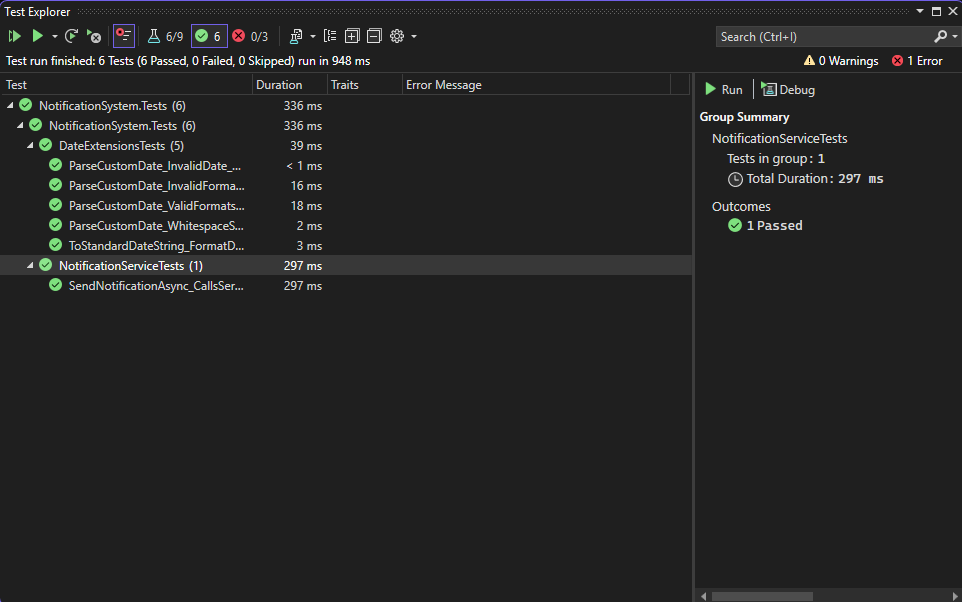 Test Explorer
6/9 6 0/3 Search (Ctrl+I)
Test run finished: 6 Tests (6 Passed, 0 Failed, 0 Skipped) run in 948 ms 0 Warnings 1 Error
Test Duration Traits Error Message
NotificationSystem.Tests (6) 336 ms
NotificationSystem.Tests (6) 336 ms
DateExtensionsTests (5) 39 ms
ParseCustomDate_InvalidDate_... < 1 ms
ParseCustomDate_InvalidForma... 16 ms
ParseCustomDate_ValidFormats... 18 ms
ParseCustomDate_WhitespaceS... 2 ms
ToStandardDateString_FormatD... 3 ms
NotificationServiceTests (1) 297 ms
SendNotificationAsync_CallsSer... 297 ms
Run Debug
Group Summary
NotificationServiceTests
Tests in group: 1
Total Duration: 297 ms
Outcomes
1 Passed